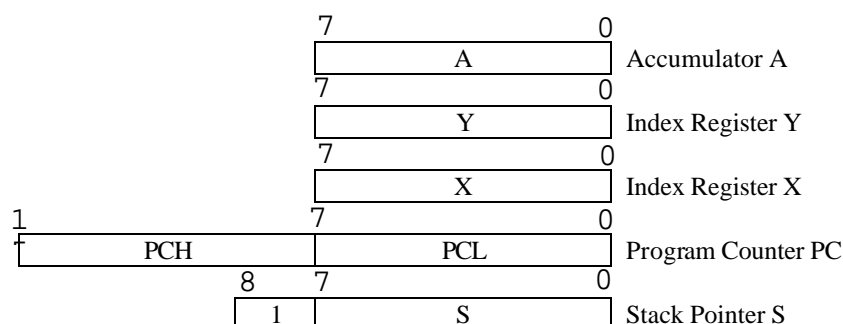 7 0
A Accumulator A
7 0
Y Index Register Y
7 0
X Index Register X
1 7 0
PCH PCL Program Counter PC
8 7 0
1 S Stack Pointer S